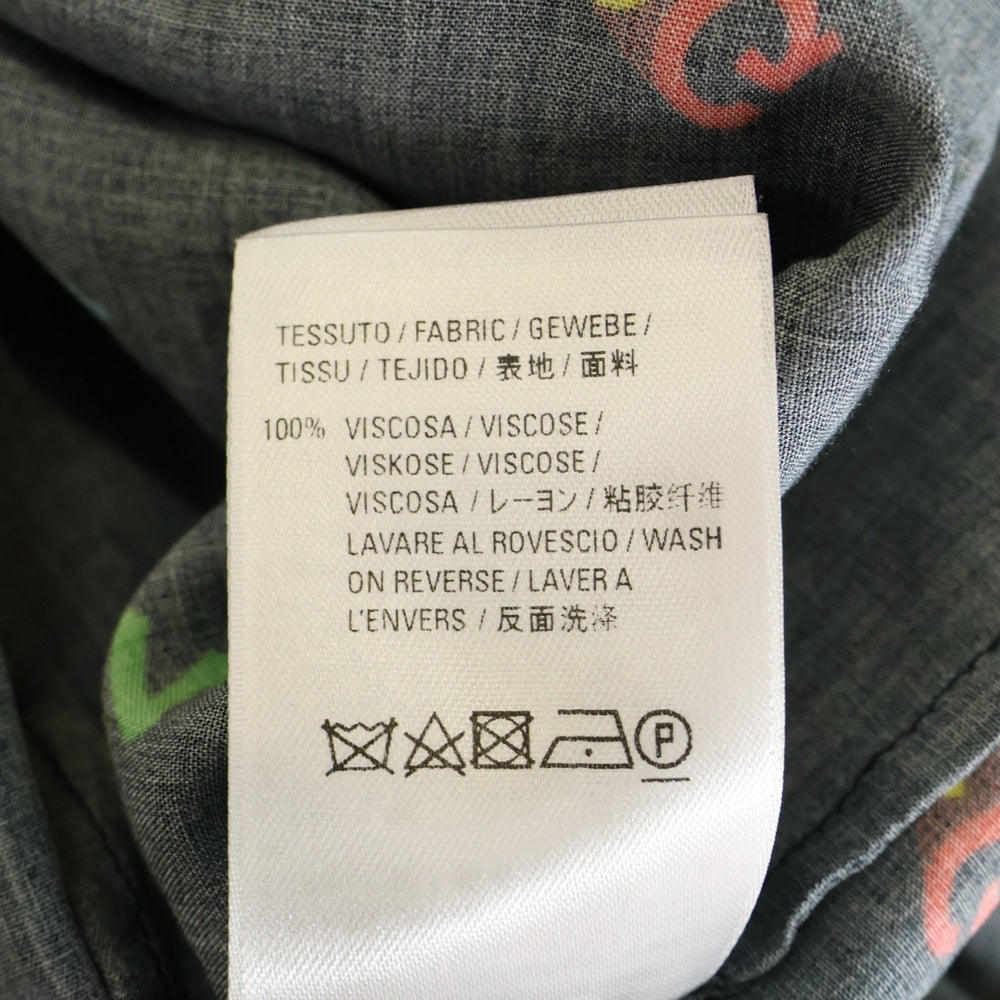 TESSUTO / FABRIC / GEWEBE /
TISSU / TEJIDO / 表地 / 面料
100% VISCOSA / VISCOSE /
VISKOSE / VISCOSE /
VISCOSA / レーヨン / 粘胶纤维
LAVARE AL ROVESCIO / WASH
ON REVERSE / LAVER A
L'ENVERS / 反面洗涤
P